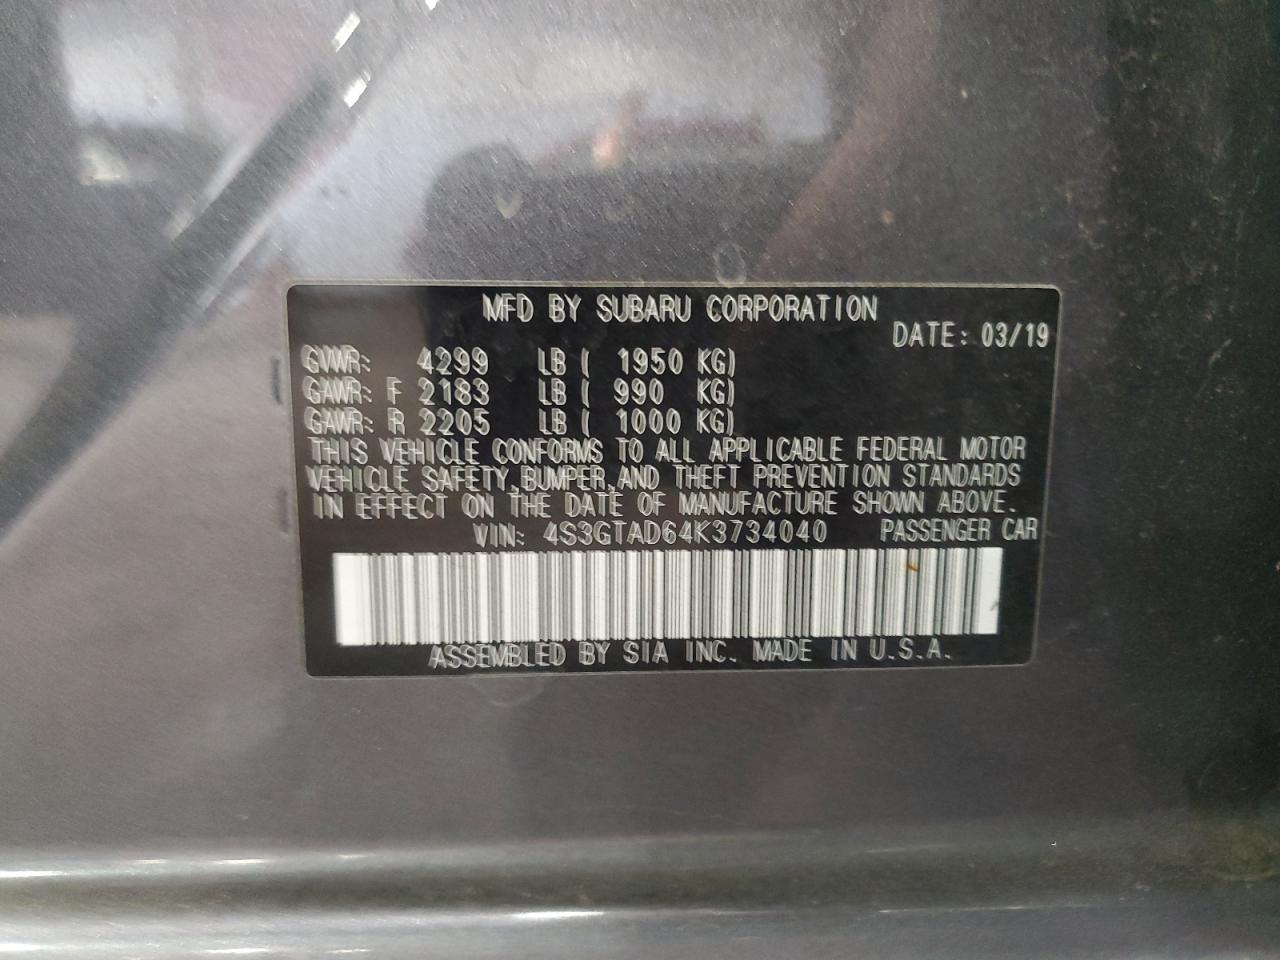 MFD BY SUBARU CORPORATION
DATE: 03/19
GVWR: 4299 LB ( 1950 KG)
GAWR: F 2183 LB ( 990 KG)
GAWR: R 2205 LB ( 1000 KG)
THIS VEHICLE CONFORMS TO ALL APPLICABLE FEDERAL MOTOR
VEHICLE SAFETY, BUMPER, AND THEFT PREVENTION STANDARDS
IN EFFECT ON THE DATE OF MANUFACTURE SHOWN ABOVE.
VIN: 4S3GTAD64K3734040 PASSENGER CAR
ASSEMBLED BY SIA INC. MADE IN U.S.A.